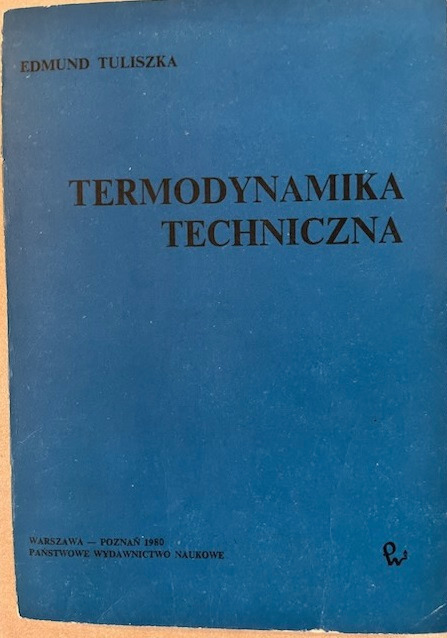 EDMUND TULISZKA
TERMODYNAMIKA
TECHNICZNA
WARSZAWA — POZNAŃ 1980
PAŃSTWOWE WYDAWNICTWO NAUKOWE